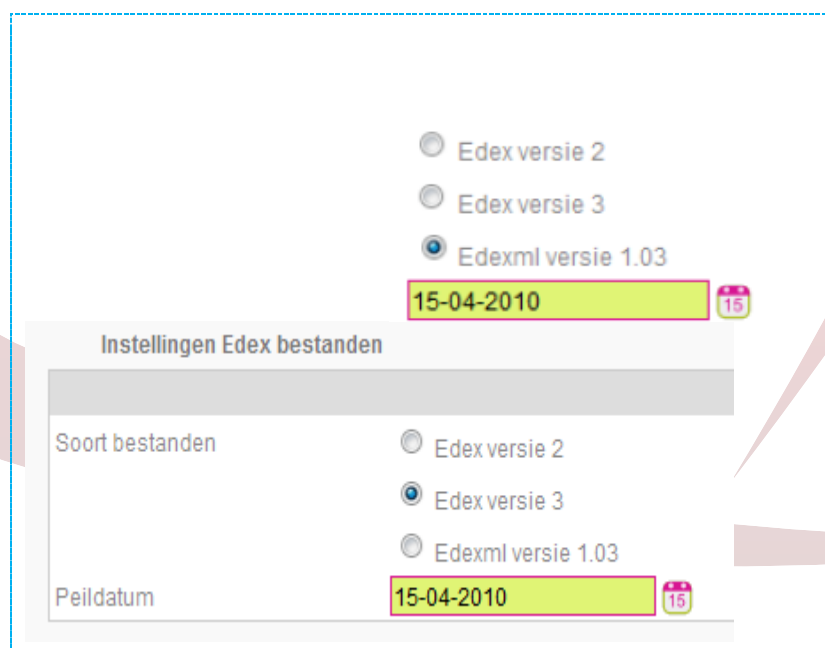 Edex versie 2
Edex versie 3
Edexml versie 1.03
15-04-2010 15
Instellingen Edex bestanden
Soort bestanden Edex versie 2
Edex versie 3
Edexml versie 1.03
Peildatum 15-04-2010 15